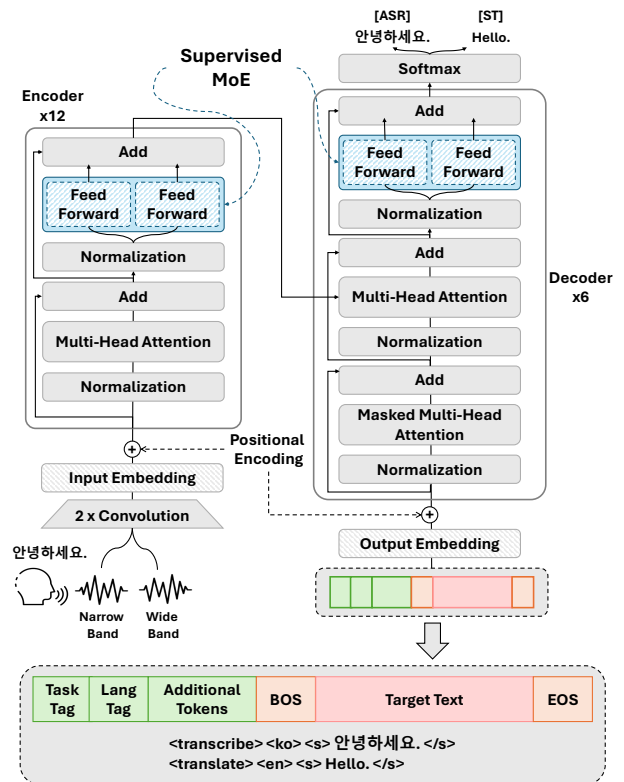 [ASR]
[ST]
안녕하세요.
Hello.
Softmax
Supervised
MoE
Encoder
x12
Add
Feed
Forward
Feed
Forward
Normalization
Add
Multi-Head Attention
Normalization
Positional
Encoding
Input Embedding
2 x Convolution
안녕하세요.
Narrow
Band
Wide
Band
Add
Feed
Forward
Feed
Forward
Normalization
Add
Multi-Head Attention
Normalization
Add
Masked Multi-Head
Attention
Normalization
Decoder
x6
Output Embedding
Task
Tag
Lang
Tag
Additional
Tokens
BOS
Target Text
EOS
<transcribe> <ko> <s> 안녕하세요. </s>
<translate> <en> <s> Hello. </s>